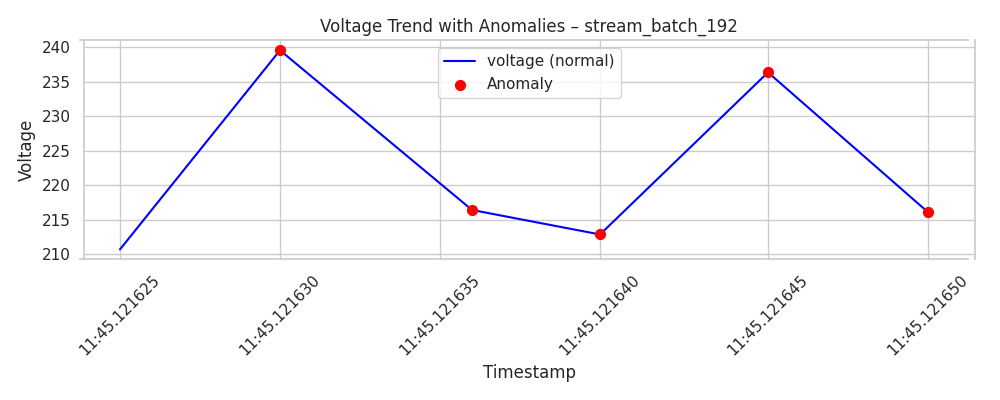 Voltage Trend with Anomalies – stream_batch_192
voltage (normal)
Anomaly
Voltage
240
235
230
225
220
215
210
11:45.121625
11:45.121630
11:45.121635
11:45.121640
11:45.121645
11:45.121650
Timestamp